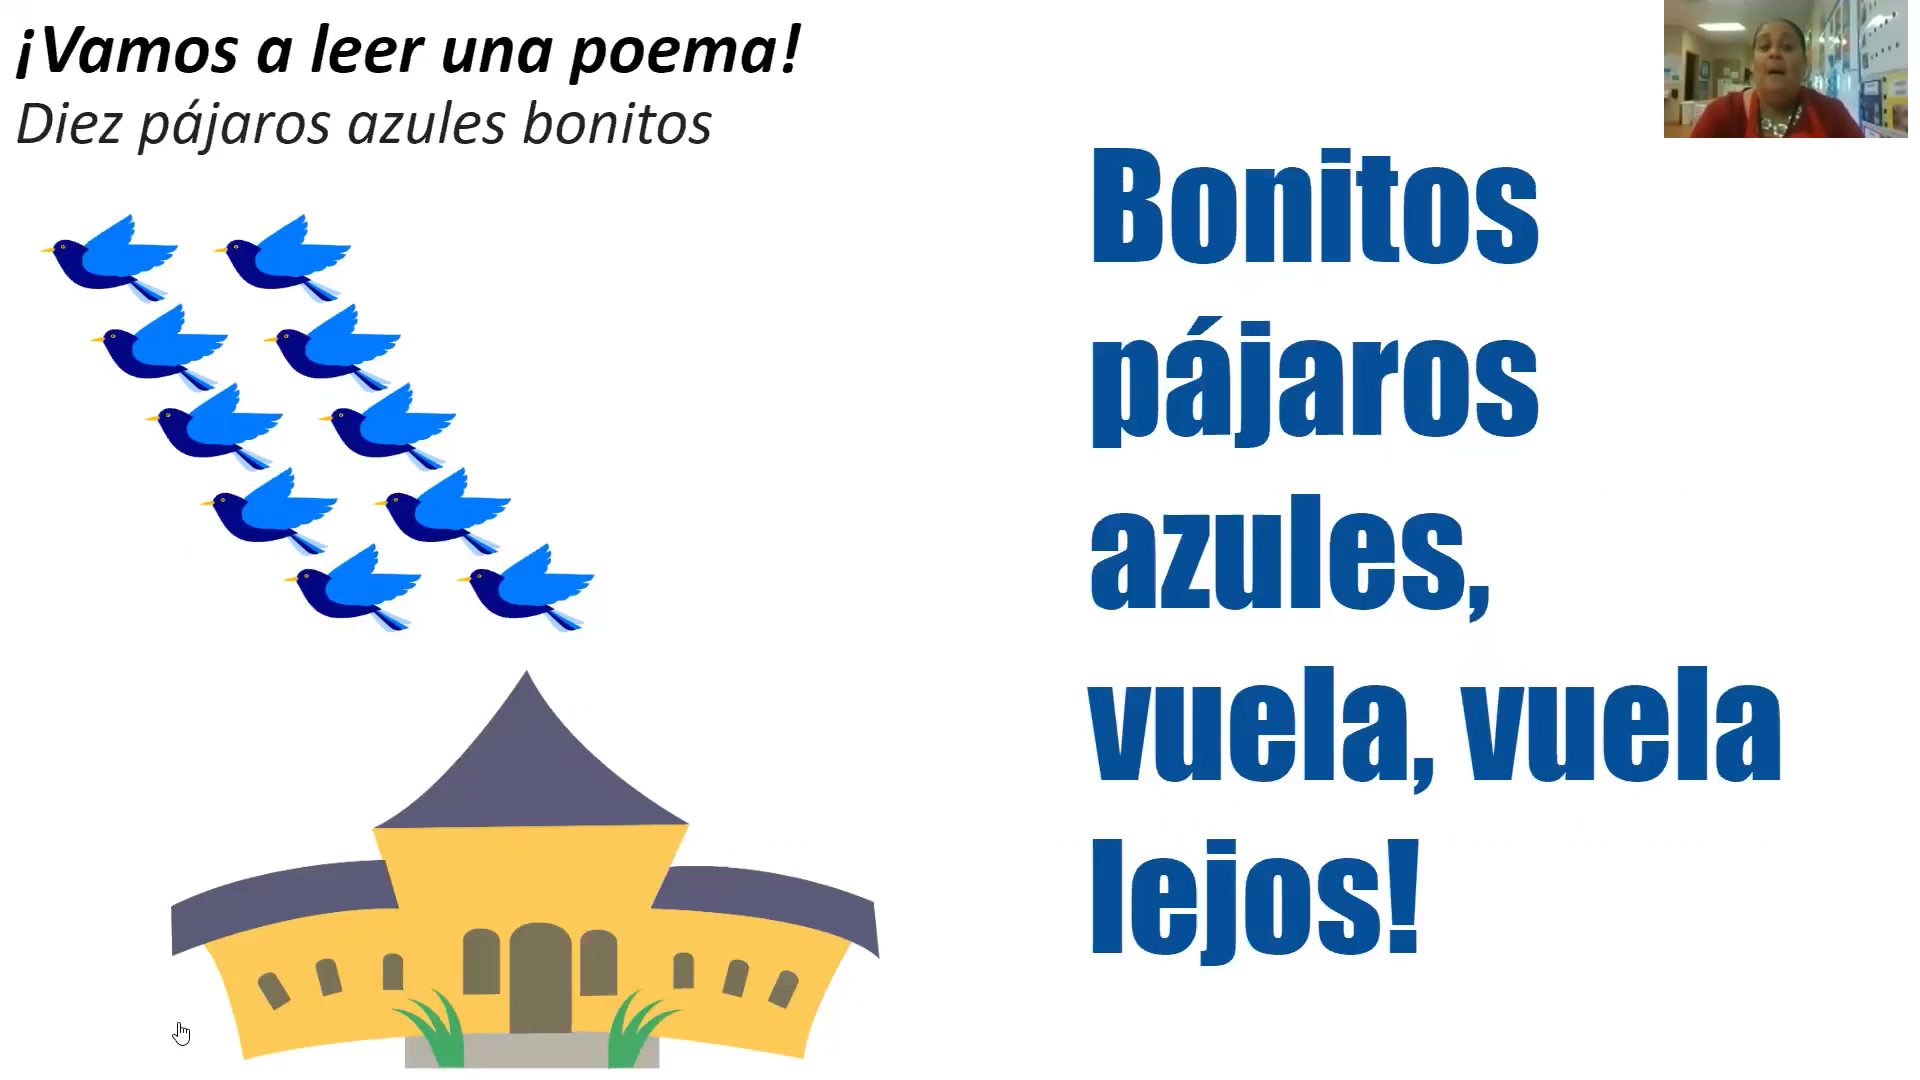 ¡Vamos a leer una poema!
Diez pájaros azules bonitos
Bonitos
pájaros
azules,
vuela, vuela
lejos!